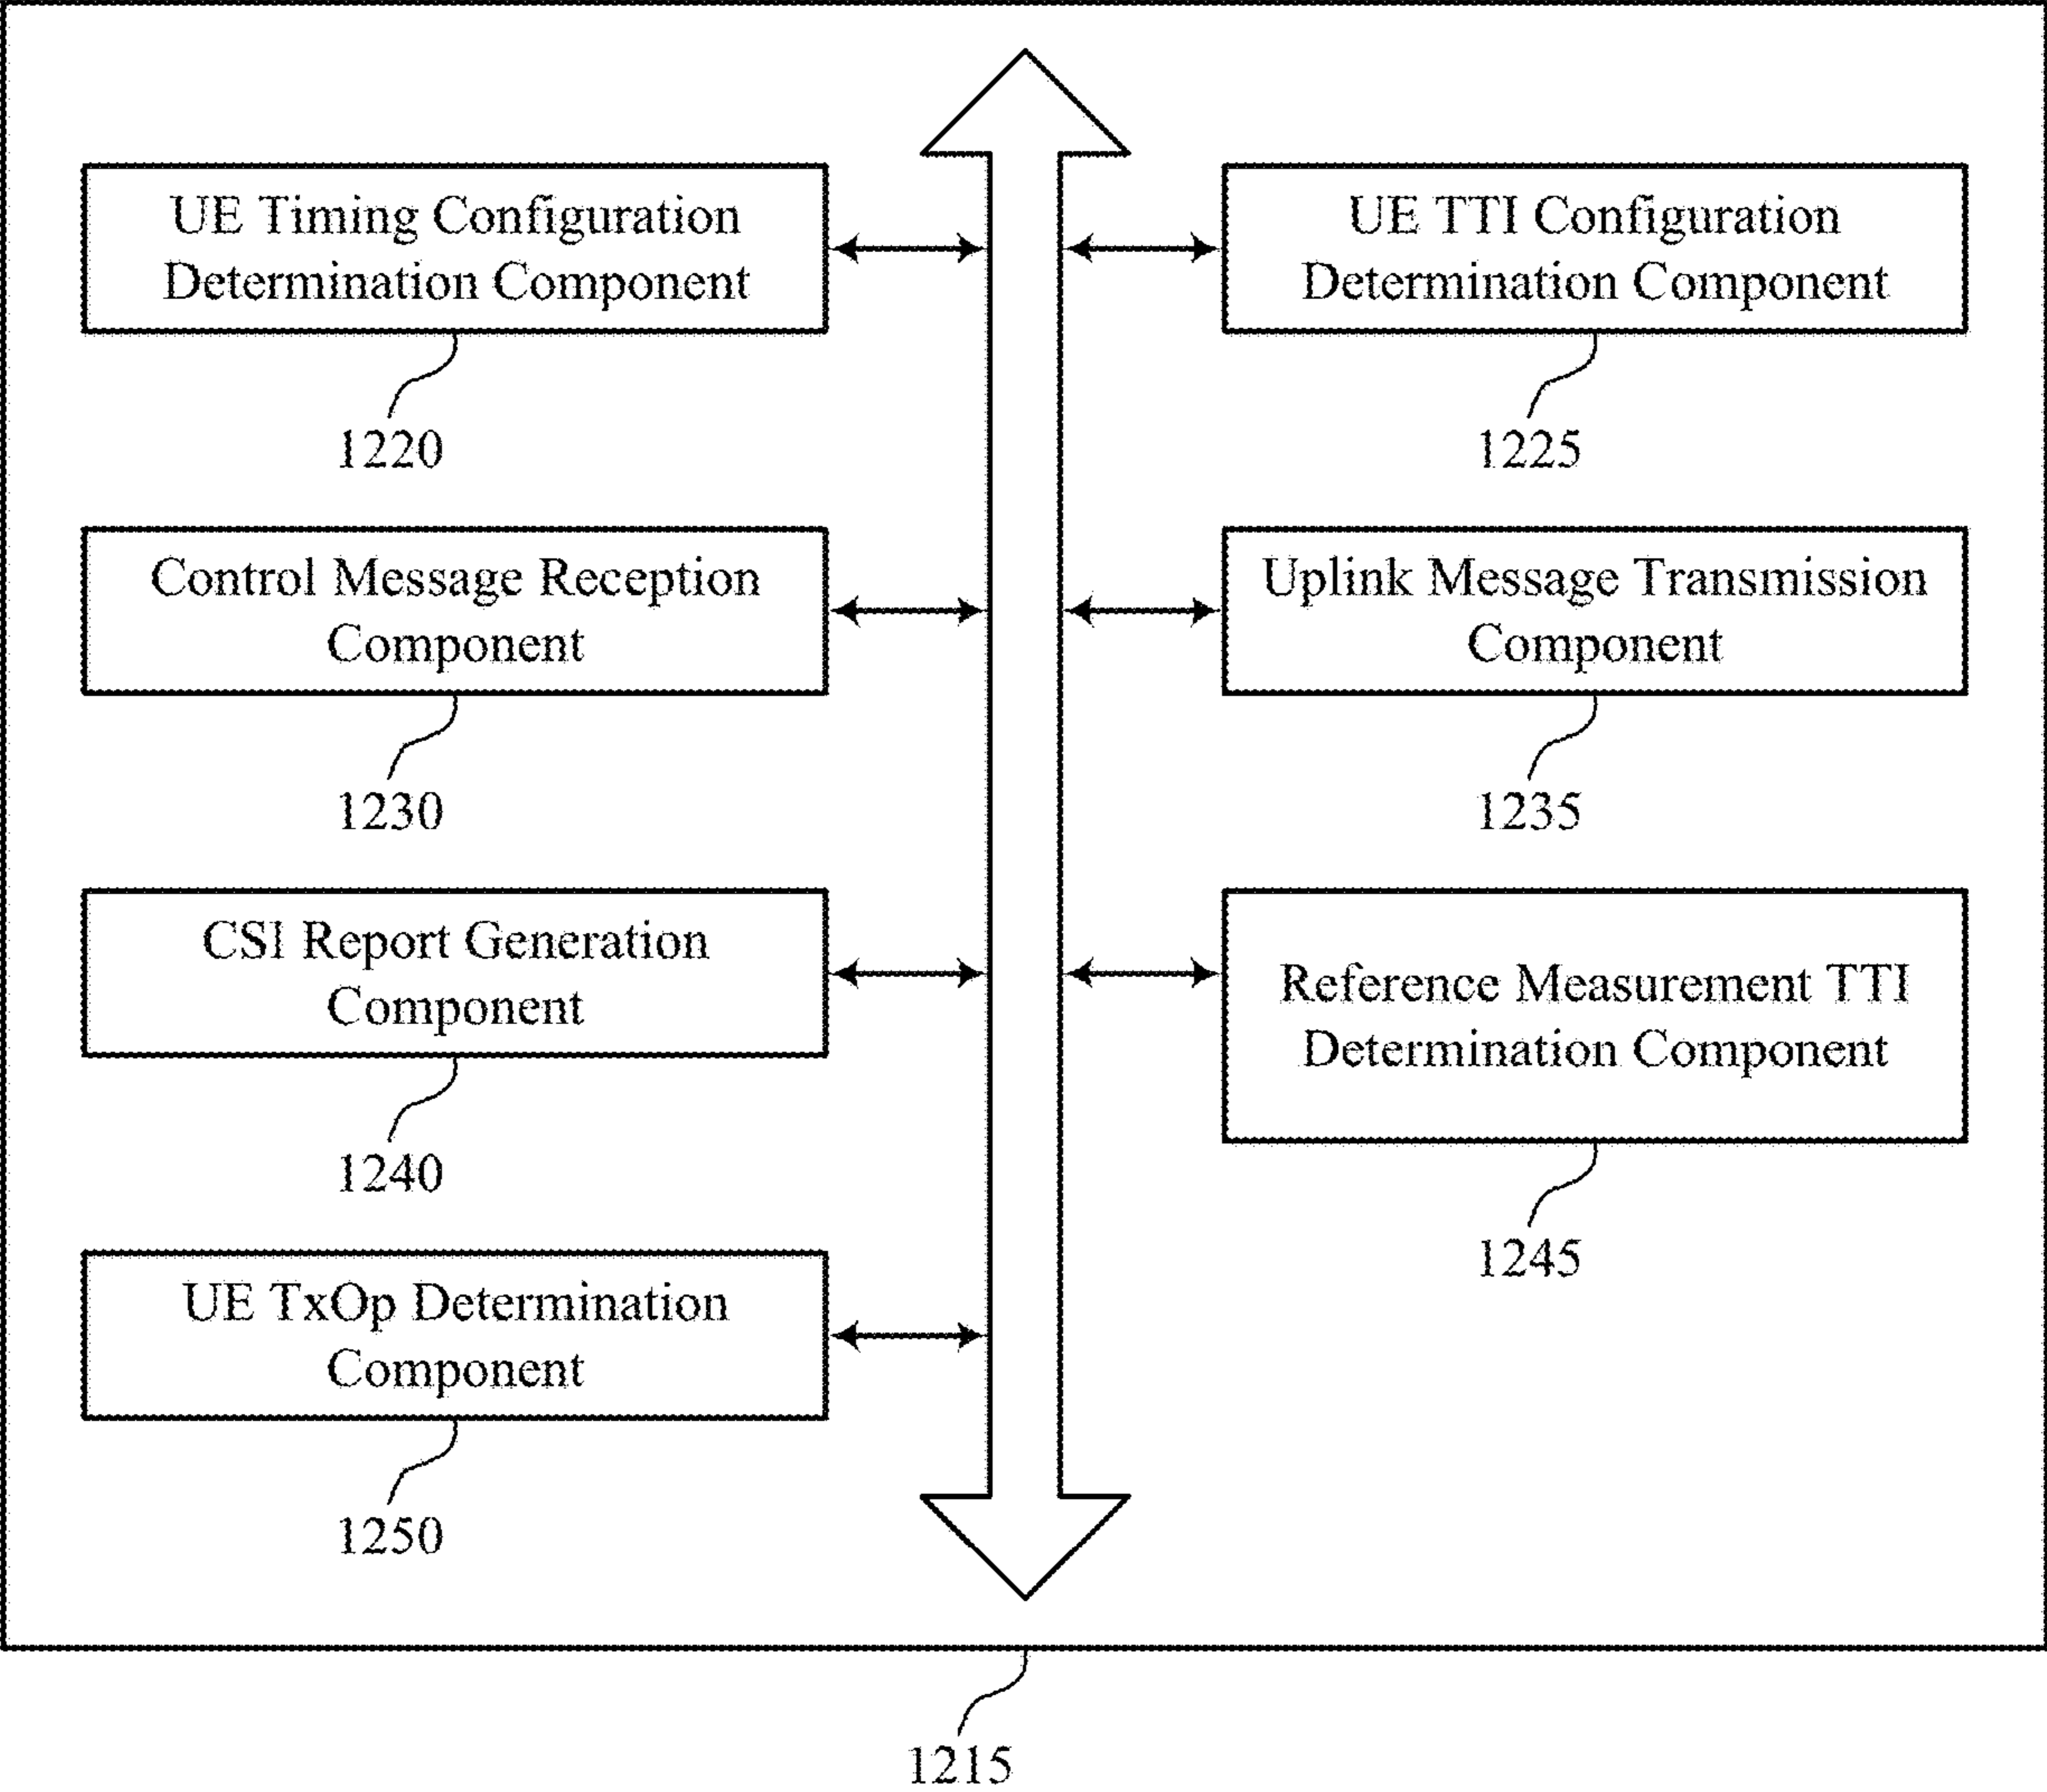 UE Timing Configuration
Determination Component
1220
UE TTI Configuration
Determination Component
1225
Control Message Reception
Component
1230
Uplink Message Transmission
Component
1235
CSI Report Generation
Component
1240
Reference Measurement TTI
Determination Component
1245
UE TxOp Determination
Component
1250
1215